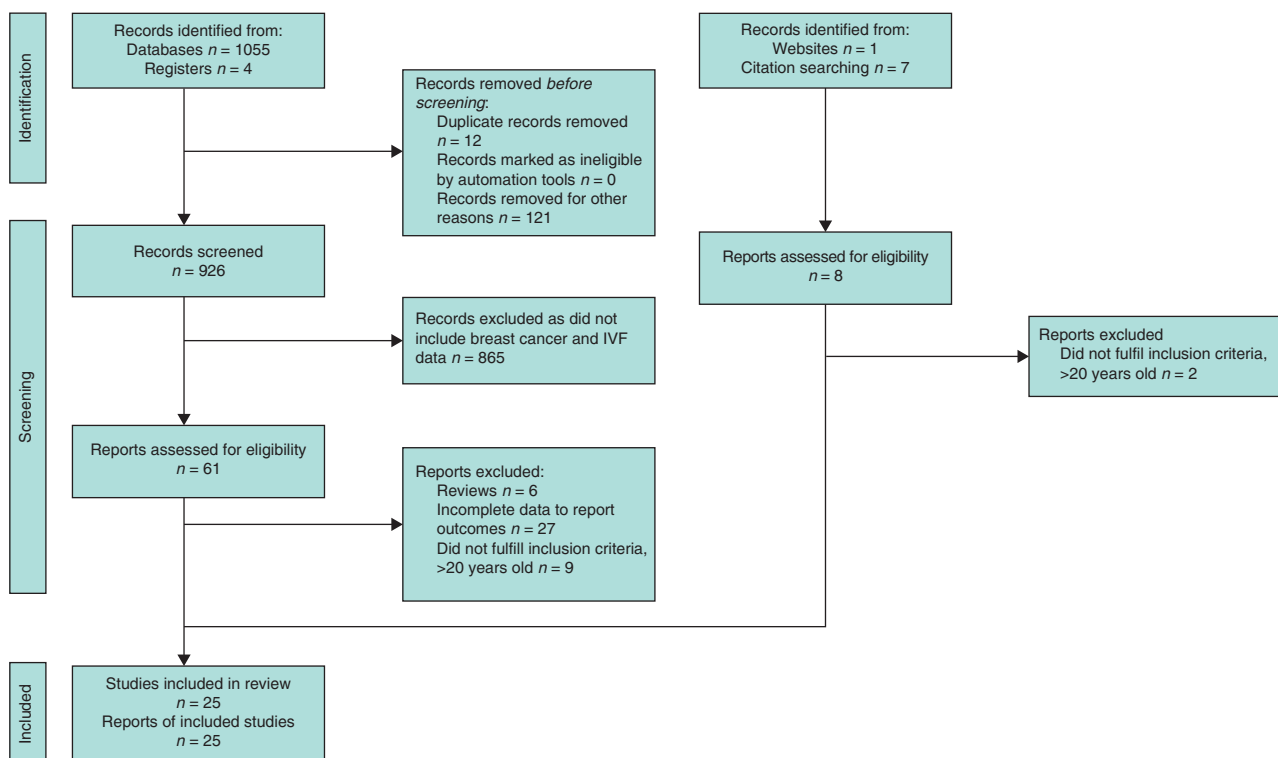 Identification
Records identified from:
Databases n = 1055
Registers n = 4
Records removed before
screening:
Duplicate records removed
n = 12
Records marked as ineligible
by automation tools n = 0
Records removed for other
reasons n = 121
Records identified from:
Websites n = 1
Citation searching n = 7
Screening
Records screened
n = 926
Records excluded as did not
include breast cancer and IVF
data n = 865
Reports assessed for eligibility
n = 61
Reports excluded:
Reviews n = 6
Incomplete data to report
outcomes n = 27
Did not fulfill inclusion criteria,
>20 years old n = 9
Reports assessed for eligibility
n = 8
Reports excluded
Did not fulfil inclusion criteria,
>20 years old n = 2
Included
Studies included in review
n = 25
Reports of included studies
n = 25